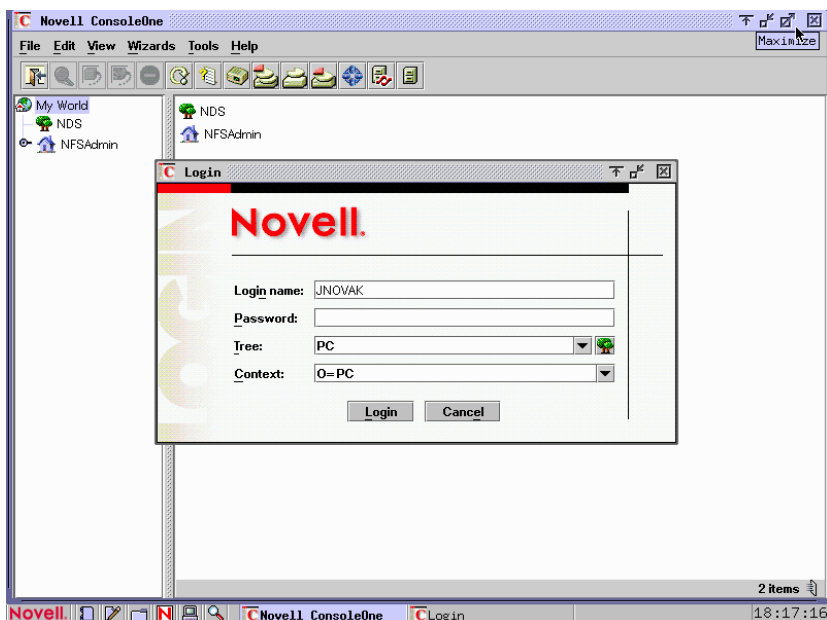 Novell ConsoleOne
File Edit View Wizards Tools Help
Maximize
My World
NDS
NFSAdmin
NDS
NFSAdmin
Login
LOGIN
Novell.
Login name: JNOVAK
Password:
Tree: PC
Context: O=PC
Login Cancel
2 items
Novell. N Novell ConsoleOne Login 18:17:16